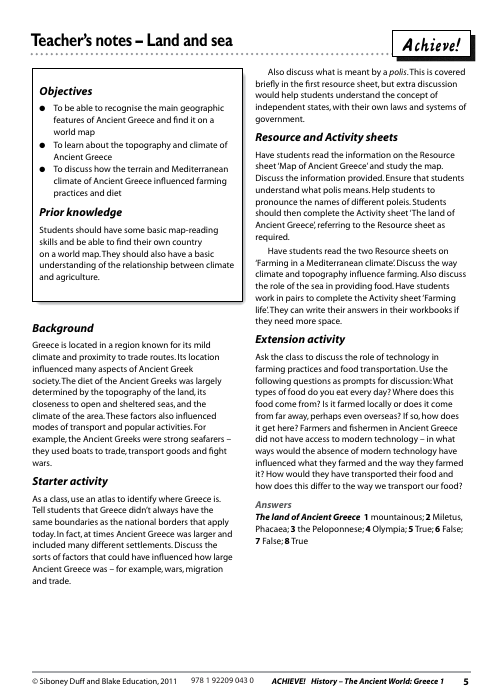 Teacher's notes – Land and sea
Achieve!
Objectives
● To be able to recognise the main geographic
features of Ancient Greece and find it on a
world map
● To learn about the topography and climate of
Ancient Greece
● To discuss how the terrain and Mediterranean
climate of Ancient Greece influenced farming
practices and diet
Prior knowledge
Students should have some basic map-reading
skills and be able to find their own country
on a world map. They should also have a basic
understanding of the relationship between climate
and agriculture.
Background
Greece is located in a region known for its mild
climate and proximity to trade routes. Its location
influenced many aspects of Ancient Greek
society. The diet of the Ancient Greeks was largely
determined by the topography of the land, its
closeness to open and sheltered seas, and the
climate of the area. These factors also influenced
modes of transport and popular activities. For
example, the Ancient Greeks were strong seafarers –
they used boats to trade, transport goods and fight
wars.
Starter activity
As a class, use an atlas to identify where Greece is.
Tell students that Greece didn't always have the
same boundaries as the national borders that apply
today. In fact, at times Ancient Greece was larger and
included many different settlements. Discuss the
sorts of factors that could have influenced how large
Ancient Greece was – for example, wars, migration
and trade.
Also discuss what is meant by a polis. This is covered
briefly in the first resource sheet, but extra discussion
would help students understand the concept of
independent states, with their own laws and systems of
government.
Resource and Activity sheets
Have students read the information on the Resource
sheet 'Map of Ancient Greece' and study the map.
Discuss the information provided. Ensure that students
understand what polis means. Help students to
pronounce the names of different poleis. Students
should then complete the Activity sheet 'The land of
Ancient Greece', referring to the Resource sheet as
required.
Have students read the two Resource sheets on
'Farming in a Mediterranean climate'. Discuss the way
climate and topography influence farming. Also discuss
the role of the sea in providing food. Have students
work in pairs to complete the Activity sheet 'Farming
life'. They can write their answers in their workbooks if
they need more space.
Extension activity
Ask the class to discuss the role of technology in
farming practices and food transportation. Use the
following questions as prompts for discussion: What
types of food do you eat every day? Where does this
food come from? Is it farmed locally or does it come
from far away, perhaps even overseas? If so, how does
it get here? Farmers and fishermen in Ancient Greece
did not have access to modern technology – in what
ways would the absence of modern technology have
influenced what they farmed and the way they farmed
it? How would they have transported their food and
how does this differ to the way we transport our food?
Answers
The land of Ancient Greece 1 mountainous; 2 Miletus,
Phacaea; 3 the Peloponnese; 4 Olympia; 5 True; 6 False;
7 False; 8 True
© Siboney Duff and Blake Education, 2011 978 1 92209 043 0 ACHIEVE! History – The Ancient World: Greece 1 5